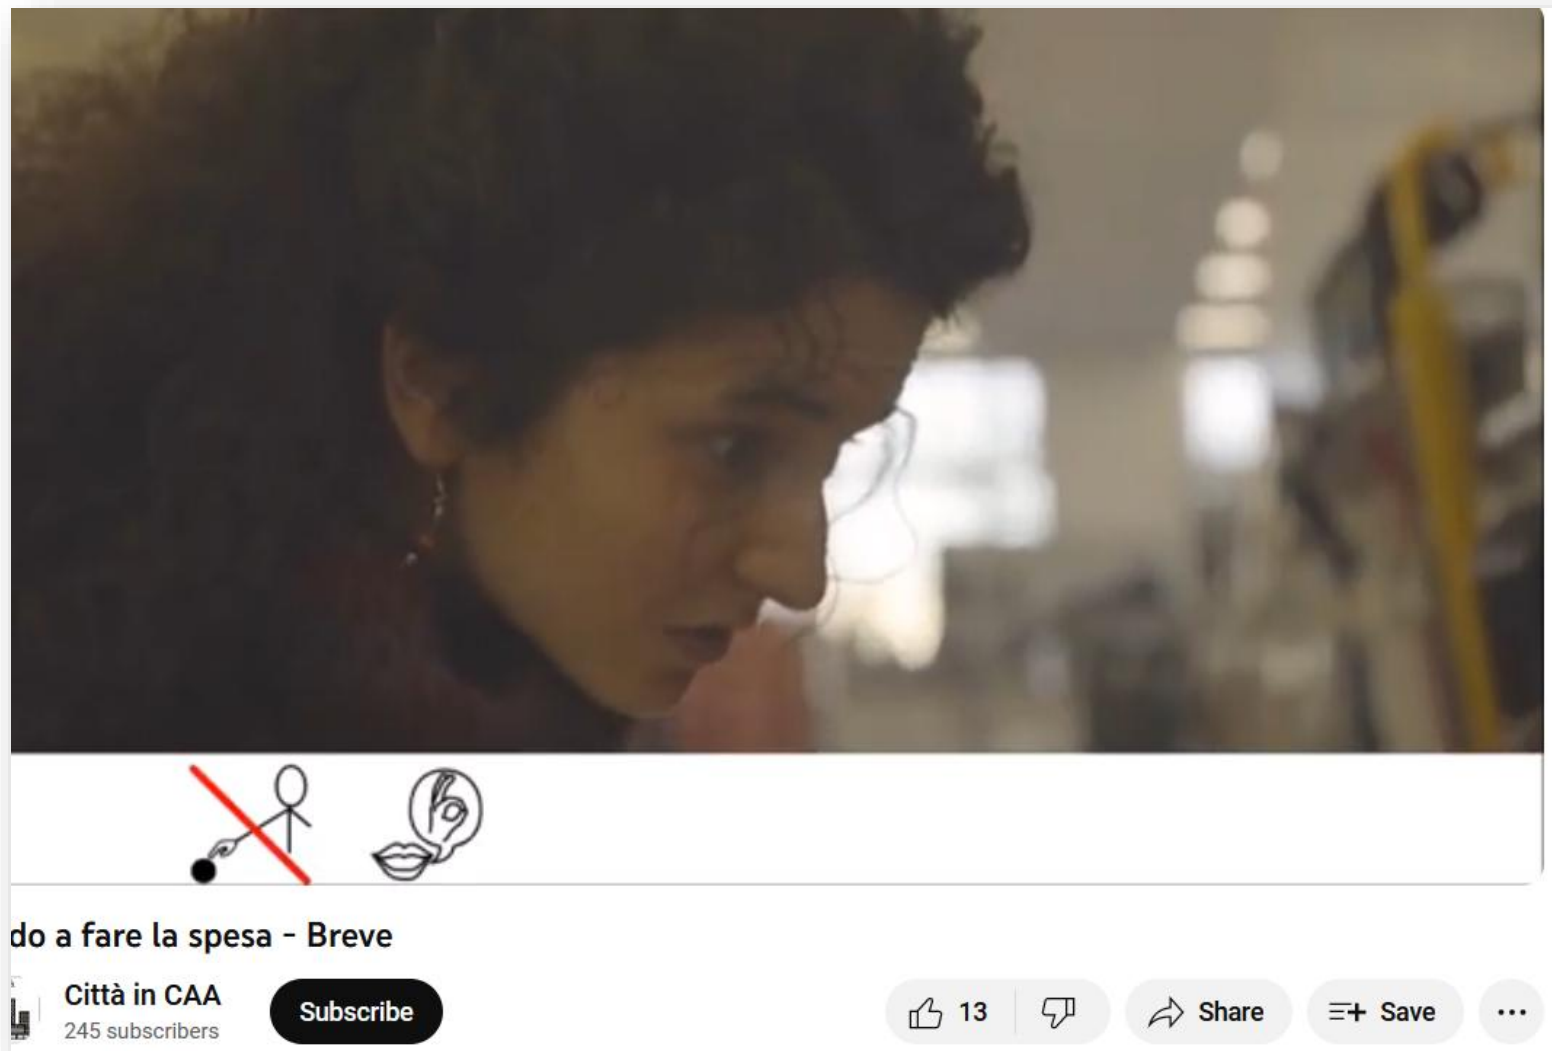 do a fare la spesa - Breve
Città in CAA
245 subscribers
Subscribe
13
Share
Save